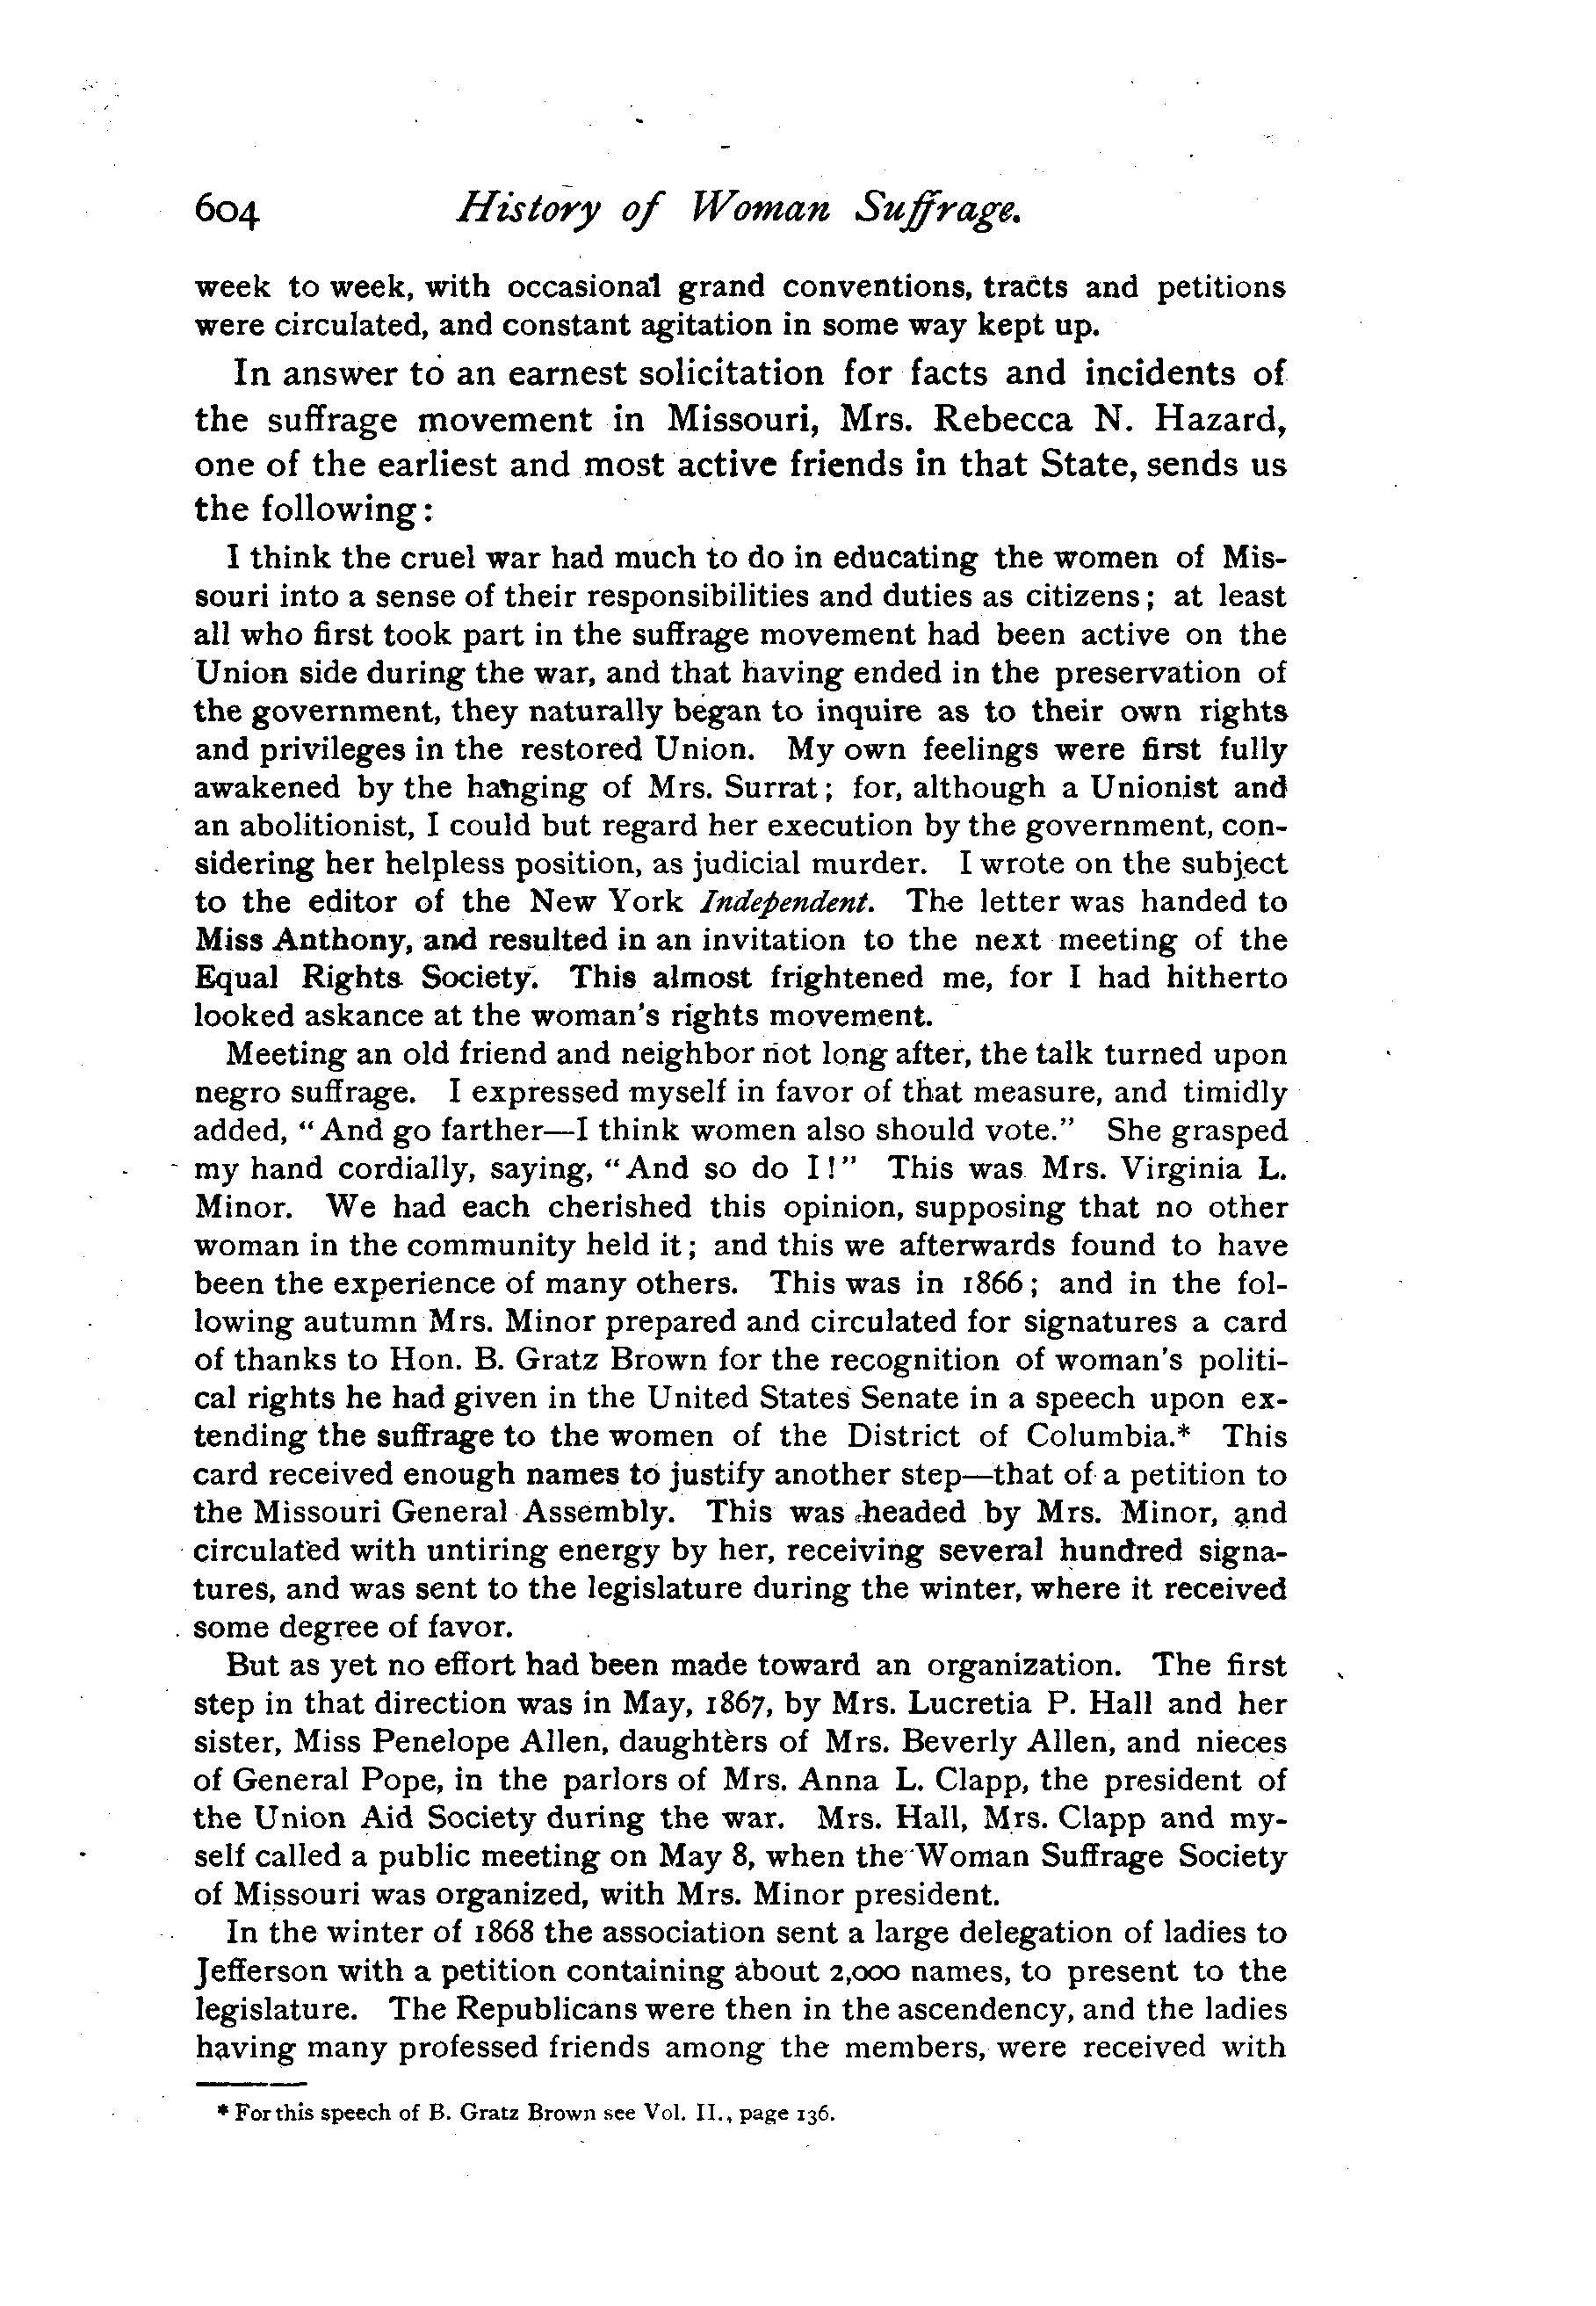 604 History of Woman Suffrage.
week to week, with occasional grand conventions, tracts and petitions
were circulated, and constant agitation in some way kept up.
In answer to an earnest solicitation for facts and incidents of
the suffrage movement in Missouri, Mrs. Rebecca N. Hazard,
one of the earliest and most active friends in that State, sends us
the following:
I think the cruel war had much to do in educating the women of Mis-
souri into a sense of their responsibilities and duties as citizens; at least
all who first took part in the suffrage movement had been active on the
Union side during the war, and that having ended in the preservation of
the government, they naturally began to inquire as to their own rights
and privileges in the restored Union. My own feelings were first fully
awakened by the hanging of Mrs. Surrat; for, although a Unionist and
an abolitionist, I could but regard her execution by the government, con-
sidering her helpless position, as judicial murder. I wrote on the subject
to the editor of the New York Independent. The letter was handed to
Miss Anthony, and resulted in an invitation to the next meeting of the
Equal Rights Society. This almost frightened me, for I had hitherto
looked askance at the woman's rights movement.
Meeting an old friend and neighbor not long after, the talk turned upon
negro suffrage. I expressed myself in favor of that measure, and timidly
added, "And go farther—I think women also should vote." She grasped
my hand cordially, saying, "And so do I!" This was Mrs. Virginia L.
Minor. We had each cherished this opinion, supposing that no other
woman in the community held it; and this we afterwards found to have
been the experience of many others. This was in 1866; and in the fol-
lowing autumn Mrs. Minor prepared and circulated for signatures a card
of thanks to Hon. B. Gratz Brown for the recognition of woman's politi-
cal rights he had given in the United States Senate in a speech upon ex-
tending the suffrage to the women of the District of Columbia.* This
card received enough names to justify another step—that of a petition to
the Missouri General Assembly. This was headed by Mrs. Minor, and
circulated with untiring energy by her, receiving several hundred signa-
tures, and was sent to the legislature during the winter, where it received
some degree of favor.
But as yet no effort had been made toward an organization. The first
step in that direction was in May, 1867, by Mrs. Lucretia P. Hall and her
sister, Miss Penelope Allen, daughters of Mrs. Beverly Allen, and nieces
of General Pope, in the parlors of Mrs. Anna L. Clapp, the president of
the Union Aid Society during the war. Mrs. Hall, Mrs. Clapp and my-
self called a public meeting on May 8, when the Woman Suffrage Society
of Missouri was organized, with Mrs. Minor president.
In the winter of 1868 the association sent a large delegation of ladies to
Jefferson with a petition containing about 2,000 names, to present to the
legislature. The Republicans were then in the ascendency, and the ladies
having many professed friends among the members, were received with
* For this speech of B. Gratz Brown see Vol. II., page 136.